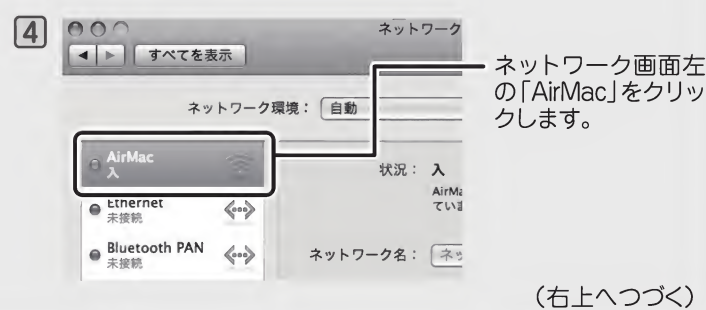 4
ネットワーク
すべてを表示
ネットワーク画面左
の「AirMac」をクリッ
クします。
ネットワーク環境： 自動
AirMac
入
状況： 入
AirMa
ていま
Ethernet
未接続
Bluetooth PAN
未接続
ネットワーク名： ネッ
（右上へつづく）